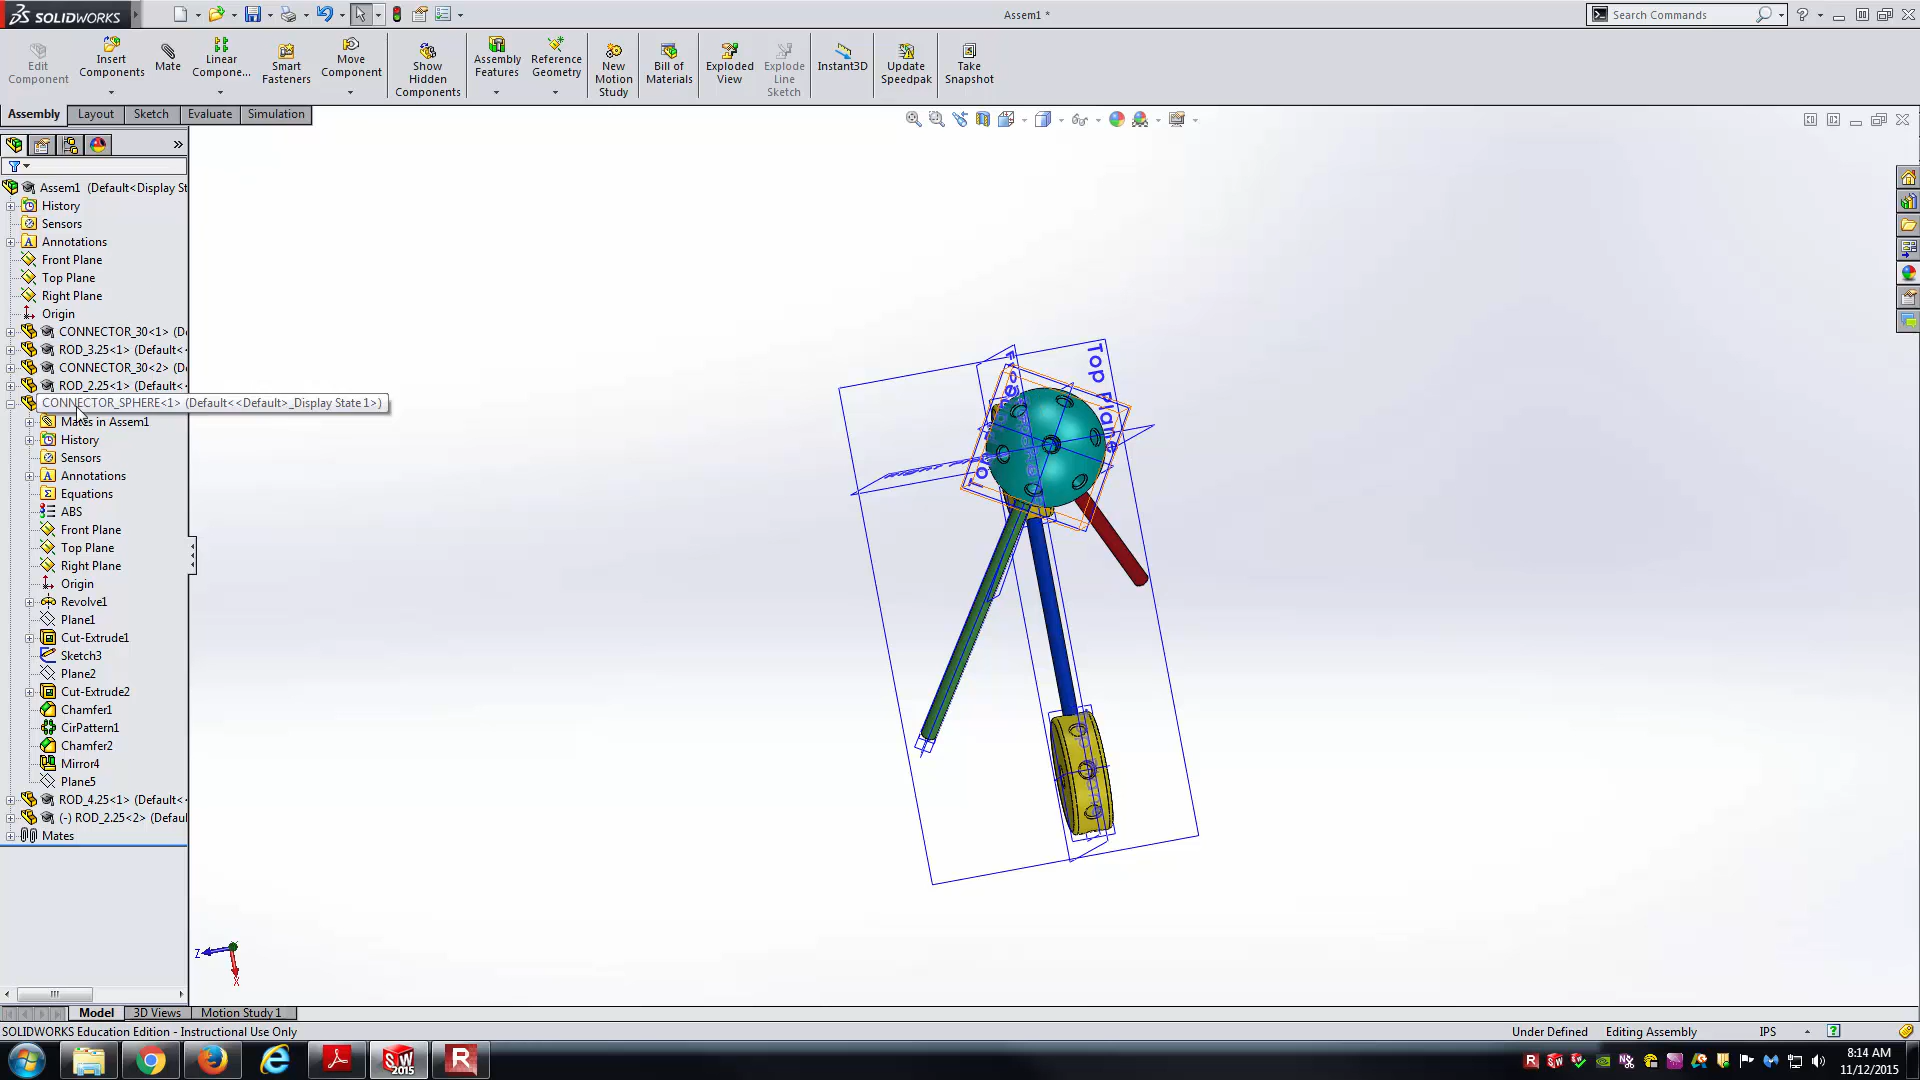 SOLIDWORKS
Assem1 *
Search Commands
Edit Component
Insert Components
Mate
Linear Compone...
Smart Fasteners
Move Component
Show Hidden Components
Assembly Features
Reference Geometry
New Motion Study
Bill of Materials
Exploded View
Explode Line Sketch
Instant3D
Update Speedpak
Take Snapshot
Assembly Layout Sketch Evaluate Simulation
Assem1 (Default<Display St
History
Sensors
Annotations
Front Plane
Top Plane
Right Plane
Origin
CONNECTOR_30<1> (De
ROD_3.25<1> (Default<
CONNECTOR_30<2> (De
ROD_2.25<1> (Default<
CONNECTOR_SPHERE<1> (Default<<Default>_Display State 1>)
Mates in Assem1
History
Sensors
Annotations
Equations
ABS
Front Plane
Top Plane
Right Plane
Origin
Revolve1
Plane1
Cut-Extrude1
Sketch3
Plane2
Cut-Extrude2
Chamfer1
CirPattern1
Chamfer2
Mirror4
Plane5
ROD_4.25<1> (Default<
(-) ROD_2.25<2> (Defau
Mates
Top Plane
Z
X
Model 3D Views Motion Study 1
SOLIDWORKS Education Edition - Instructional Use Only
Under Defined Editing Assembly IPS
8:14 AM
11/12/2015